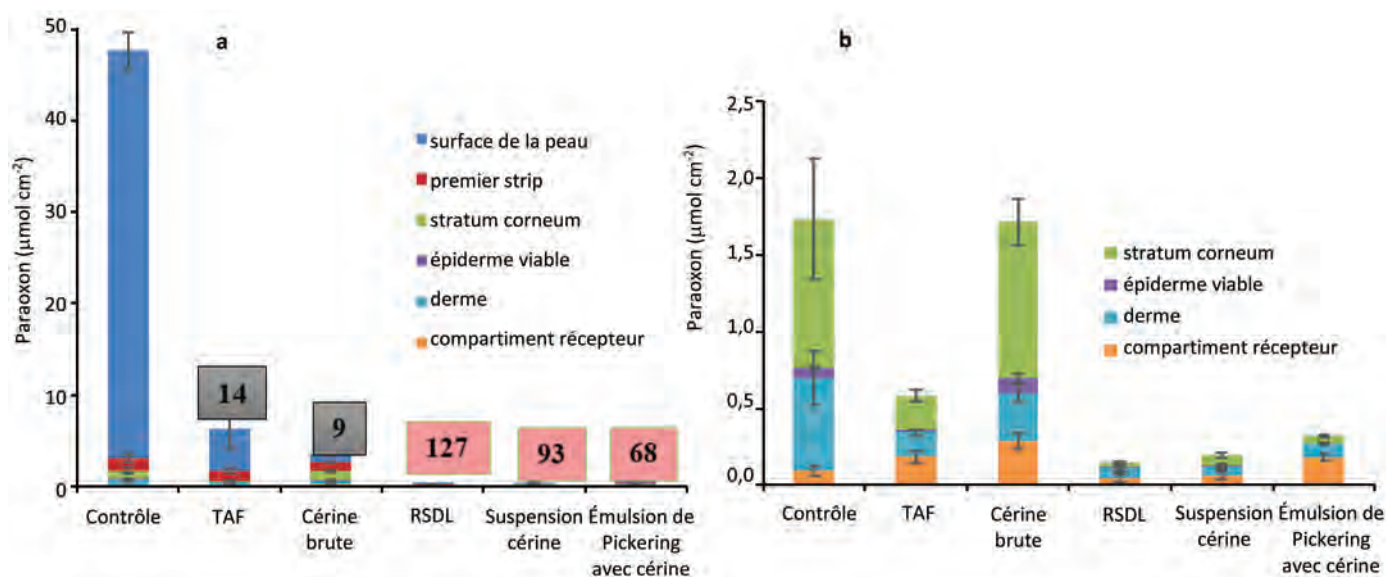 a
Paraoxon (µmol cm⁻²)
50
40
30
20
10
0
surface de la peau
premier strip
stratum corneum
épiderme viable
derme
compartiment récepteur
14
9
127
93
68
Contrôle
TAF
Cérine
brute
RSDL
Suspension
cérine
Émulsion de
Pickering
avec cérine
b
Paraoxon (µmol cm⁻²)
2,5
2,0
1,5
1,0
0,5
0,0
stratum corneum
épiderme viable
derme
compartiment récepteur
Contrôle
TAF
Cérine
brute
RSDL
Suspension
cérine
Émulsion de
Pickering
avec cérine